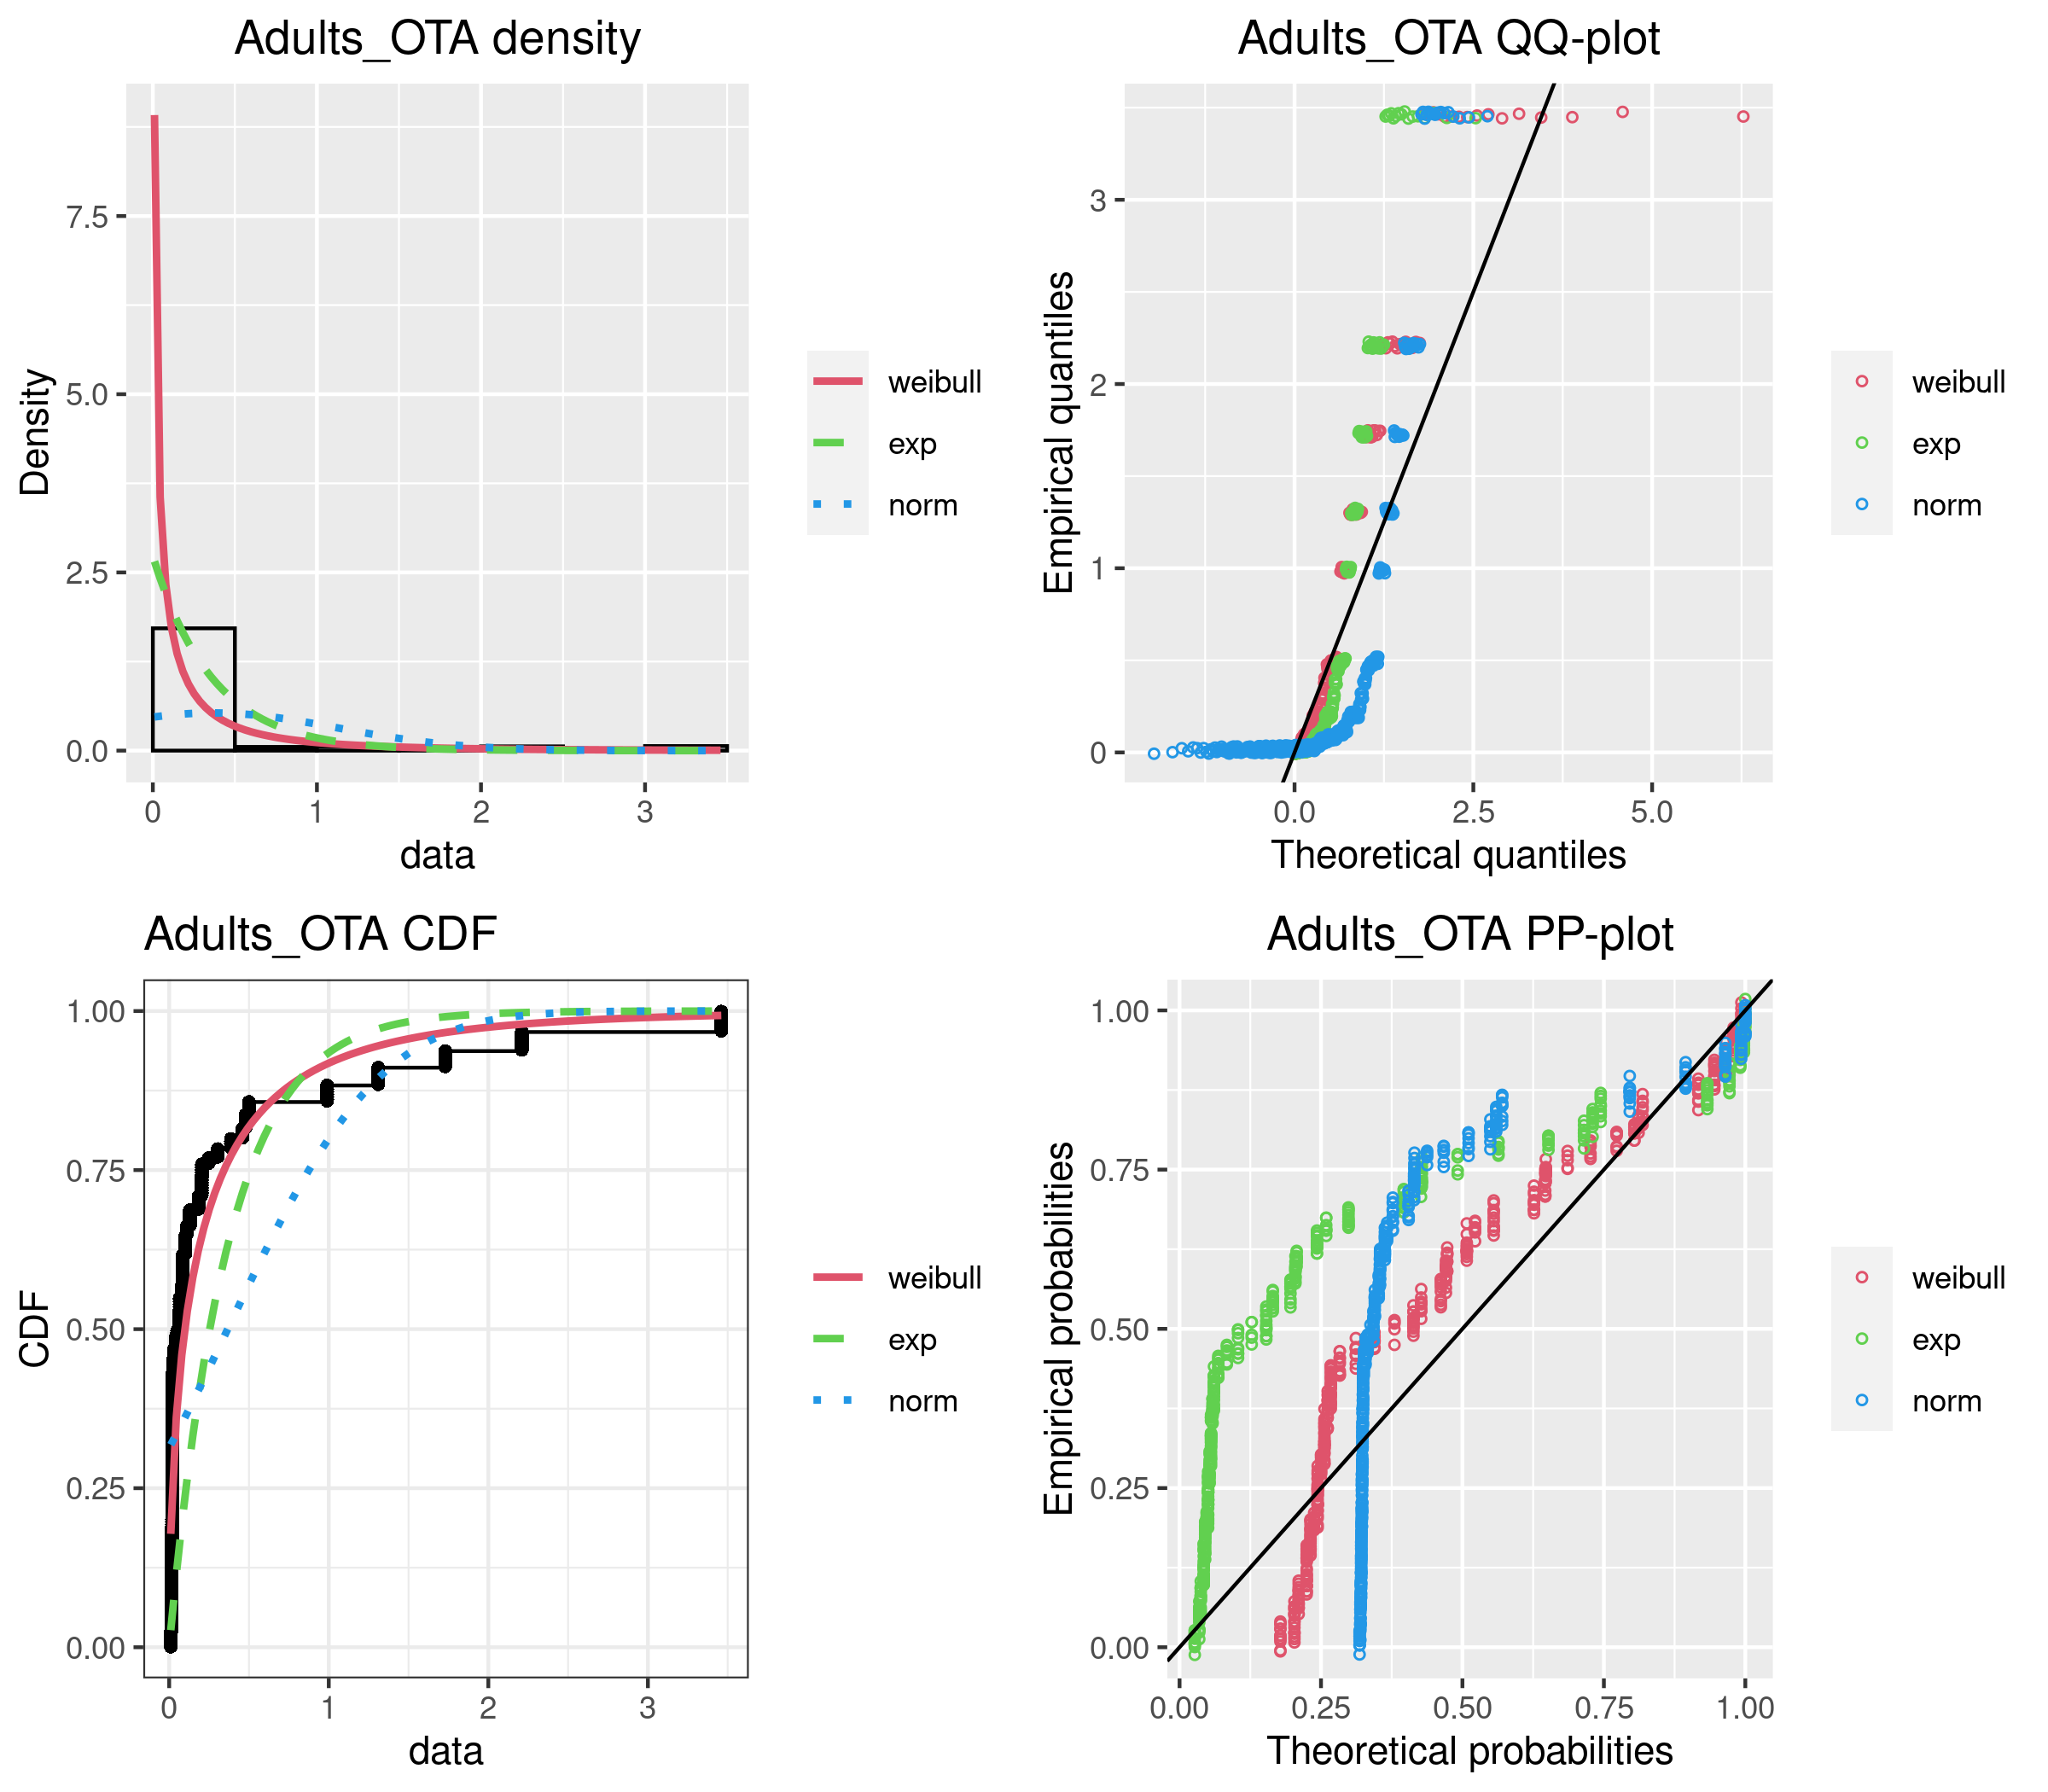 Adults_OTA density
Density
7.5
5.0
2.5
0.0
0
1
2
3
data
weibull
exp
norm
Adults_OTA QQ-plot
Empirical quantiles
3
2
1
0
0.0
2.5
5.0
Theoretical quantiles
weibull
exp
norm
Adults_OTA CDF
CDF
1.00
0.75
0.50
0.25
0.00
0
1
2
3
data
weibull
exp
norm
Adults_OTA PP-plot
Empirical probabilities
1.00
0.75
0.50
0.25
0.00
0.00
0.25
0.50
0.75
1.00
Theoretical probabilities
weibull
exp
norm